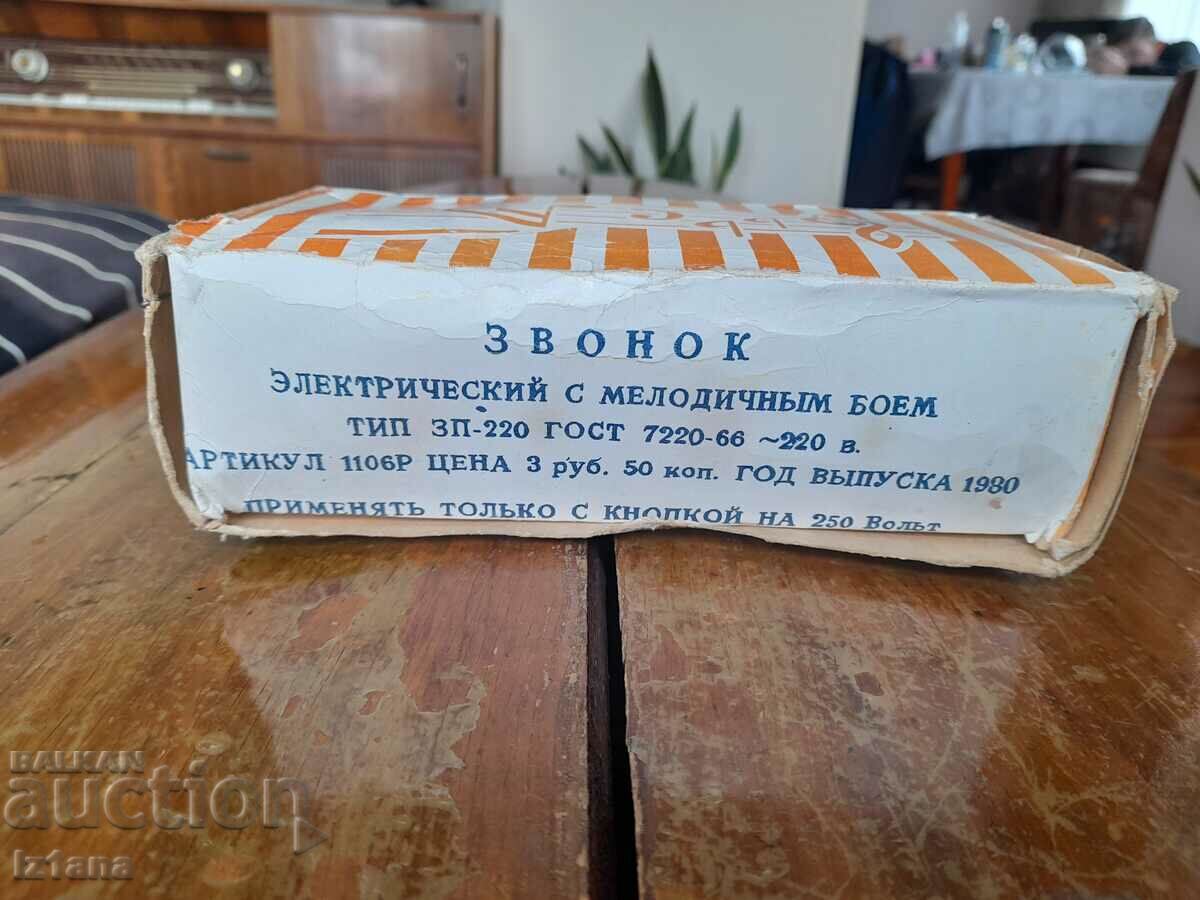 ЗВОНОК
ЭЛЕКТРИЧЕСКИЙ С МЕЛОДИЧНЫМ БОЕМ
ТИП ЗП-220 ГОСТ 7220-66 ~220 в.
АРТИКУЛ 1106Р ЦЕНА 3 руб. 50 коп. ГОД ВЫПУСКА 1980
ПРИМЕНЯТЬ ТОЛЬКО С КНОПКОЙ НА 250 Вольт
BALKAN
auction
Iz1ana